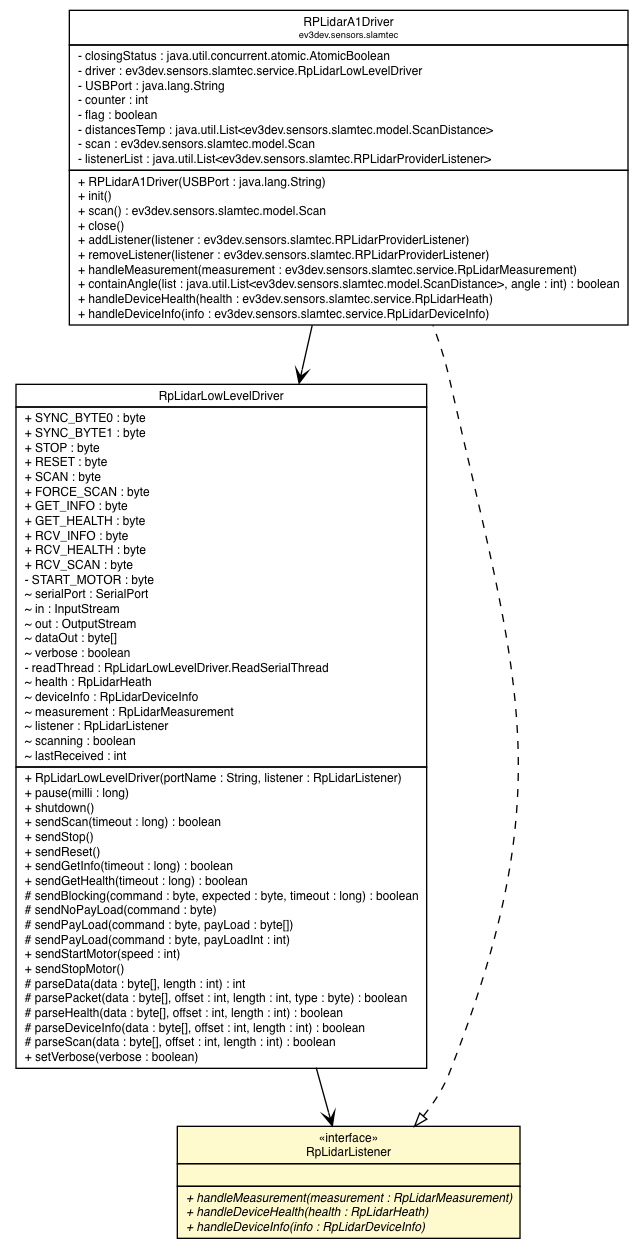 RPLidarA1Driver
ev3dev.sensors.slamtec
- closingStatus : java.util.concurrent.atomic.AtomicBoolean
- driver : ev3dev.sensors.slamtec.service.RpLidarLowLevelDriver
- USBPort : java.lang.String
- counter : int
- flag : boolean
- distancesTemp : java.util.List<ev3dev.sensors.slamtec.model.ScanDistance>
- scan : ev3dev.sensors.slamtec.model.Scan
- listenerList : java.util.List<ev3dev.sensors.slamtec.RPLidarProviderListener>
+ RPLidarA1Driver(USBPort : java.lang.String)
+ init()
+ scan() : ev3dev.sensors.slamtec.model.Scan
+ close()
+ addListener(listener : ev3dev.sensors.slamtec.RPLidarProviderListener)
+ removeListener(listener : ev3dev.sensors.slamtec.RPLidarProviderListener)
+ handleMeasurement(measurement : ev3dev.sensors.slamtec.service.RpLidarMeasurement)
+ containAngle(list : java.util.List<ev3dev.sensors.slamtec.model.ScanDistance>, angle : int) : boolean
+ handleDeviceHealth(health : ev3dev.sensors.slamtec.service.RpLidarHeath)
+ handleDeviceInfo(info : ev3dev.sensors.slamtec.service.RpLidarDeviceInfo)
RpLidarLowLevelDriver
+ SYNC_BYTE0 : byte
+ SYNC_BYTE1 : byte
+ STOP : byte
+ RESET : byte
+ SCAN : byte
+ FORCE_SCAN : byte
+ GET_INFO : byte
+ GET_HEALTH : byte
+ RCV_INFO : byte
+ RCV_HEALTH : byte
+ RCV_SCAN : byte
- START_MOTOR : byte
~ serialPort : SerialPort
~ in : InputStream
~ out : OutputStream
~ dataOut : byte[]
~ verbose : boolean
- readThread : RpLidarLowLevelDriver.ReadSerialThread
~ health : RpLidarHeath
~ deviceInfo : RpLidarDeviceInfo
~ measurement : RpLidarMeasurement
~ listener : RpLidarListener
~ scanning : boolean
~ lastReceived : int
+ RpLidarLowLevelDriver(portName : String, listener : RpLidarListener)
+ pause(milli : long)
+ shutdown()
+ sendScan(timeout : long) : boolean
+ sendStop()
+ sendReset()
+ sendGetInfo(timeout : long) : boolean
+ sendGetHealth(timeout : long) : boolean
# sendBlocking(command : byte, expected : byte, timeout : long) : boolean
# sendNoPayLoad(command : byte)
# sendPayLoad(command : byte, payLoad : byte[])
# sendPayLoad(command : byte, payLoadInt : int)
+ sendStartMotor(speed : int)
+ sendStopMotor()
# parseData(data : byte[], length : int) : int
# parsePacket(data : byte[], offset : int, length : int, type : byte) : boolean
# parseHealth(data : byte[], offset : int, length : int) : boolean
# parseDeviceInfo(data : byte[], offset : int, length : int) : boolean
# parseScan(data : byte[], offset : int, length : int) : boolean
+ setVerbose(verbose : boolean)
«interface»
RpLidarListener
+ handleMeasurement(measurement : RpLidarMeasurement)
+ handleDeviceHealth(health : RpLidarHeath)
+ handleDeviceInfo(info : RpLidarDeviceInfo)